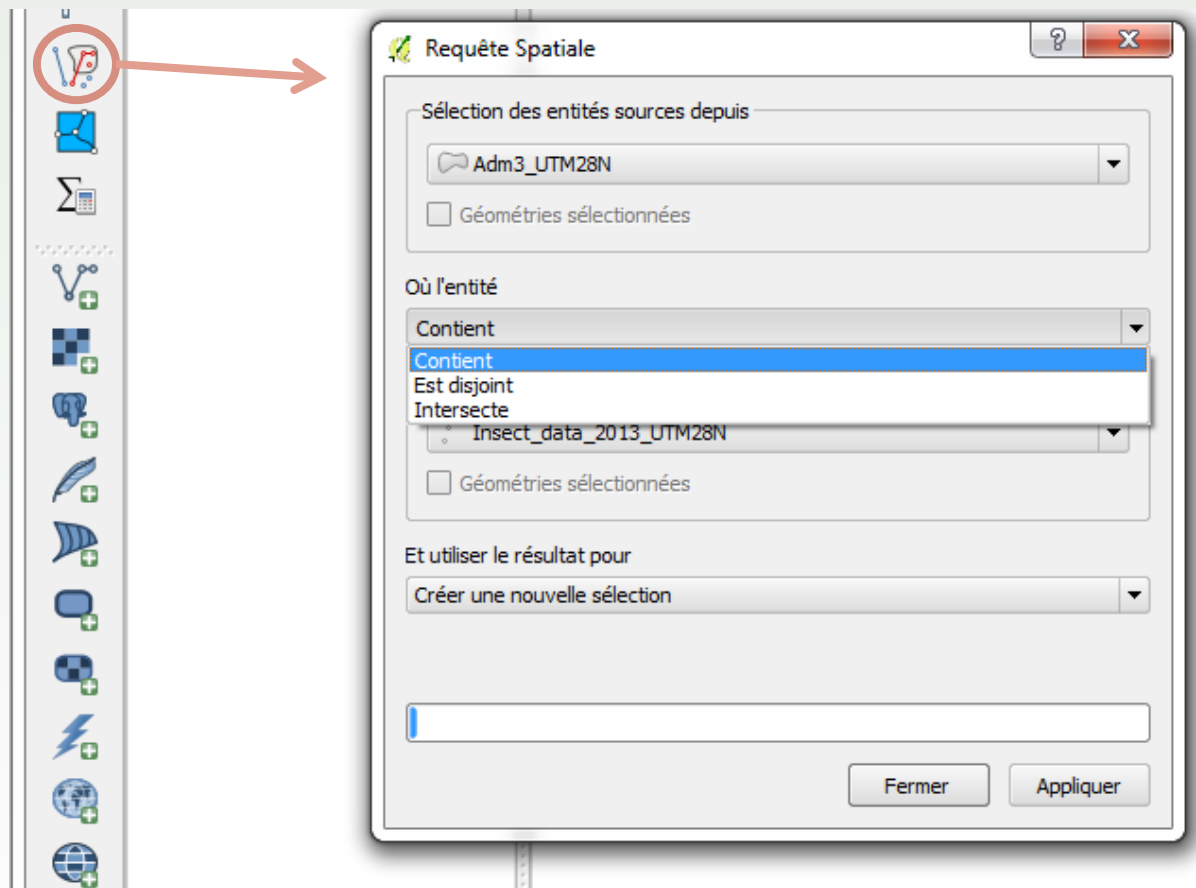 Requête Spatiale
Sélection des entités sources depuis
Adm3_UTM28N
Géométries sélectionnées
Où l'entité
Contient
Contient
Est disjoint
Intersecte
Insect_data_2013_UTM28N
Géométries sélectionnées
Et utiliser le résultat pour
Créer une nouvelle sélection
Fermer
Appliquer